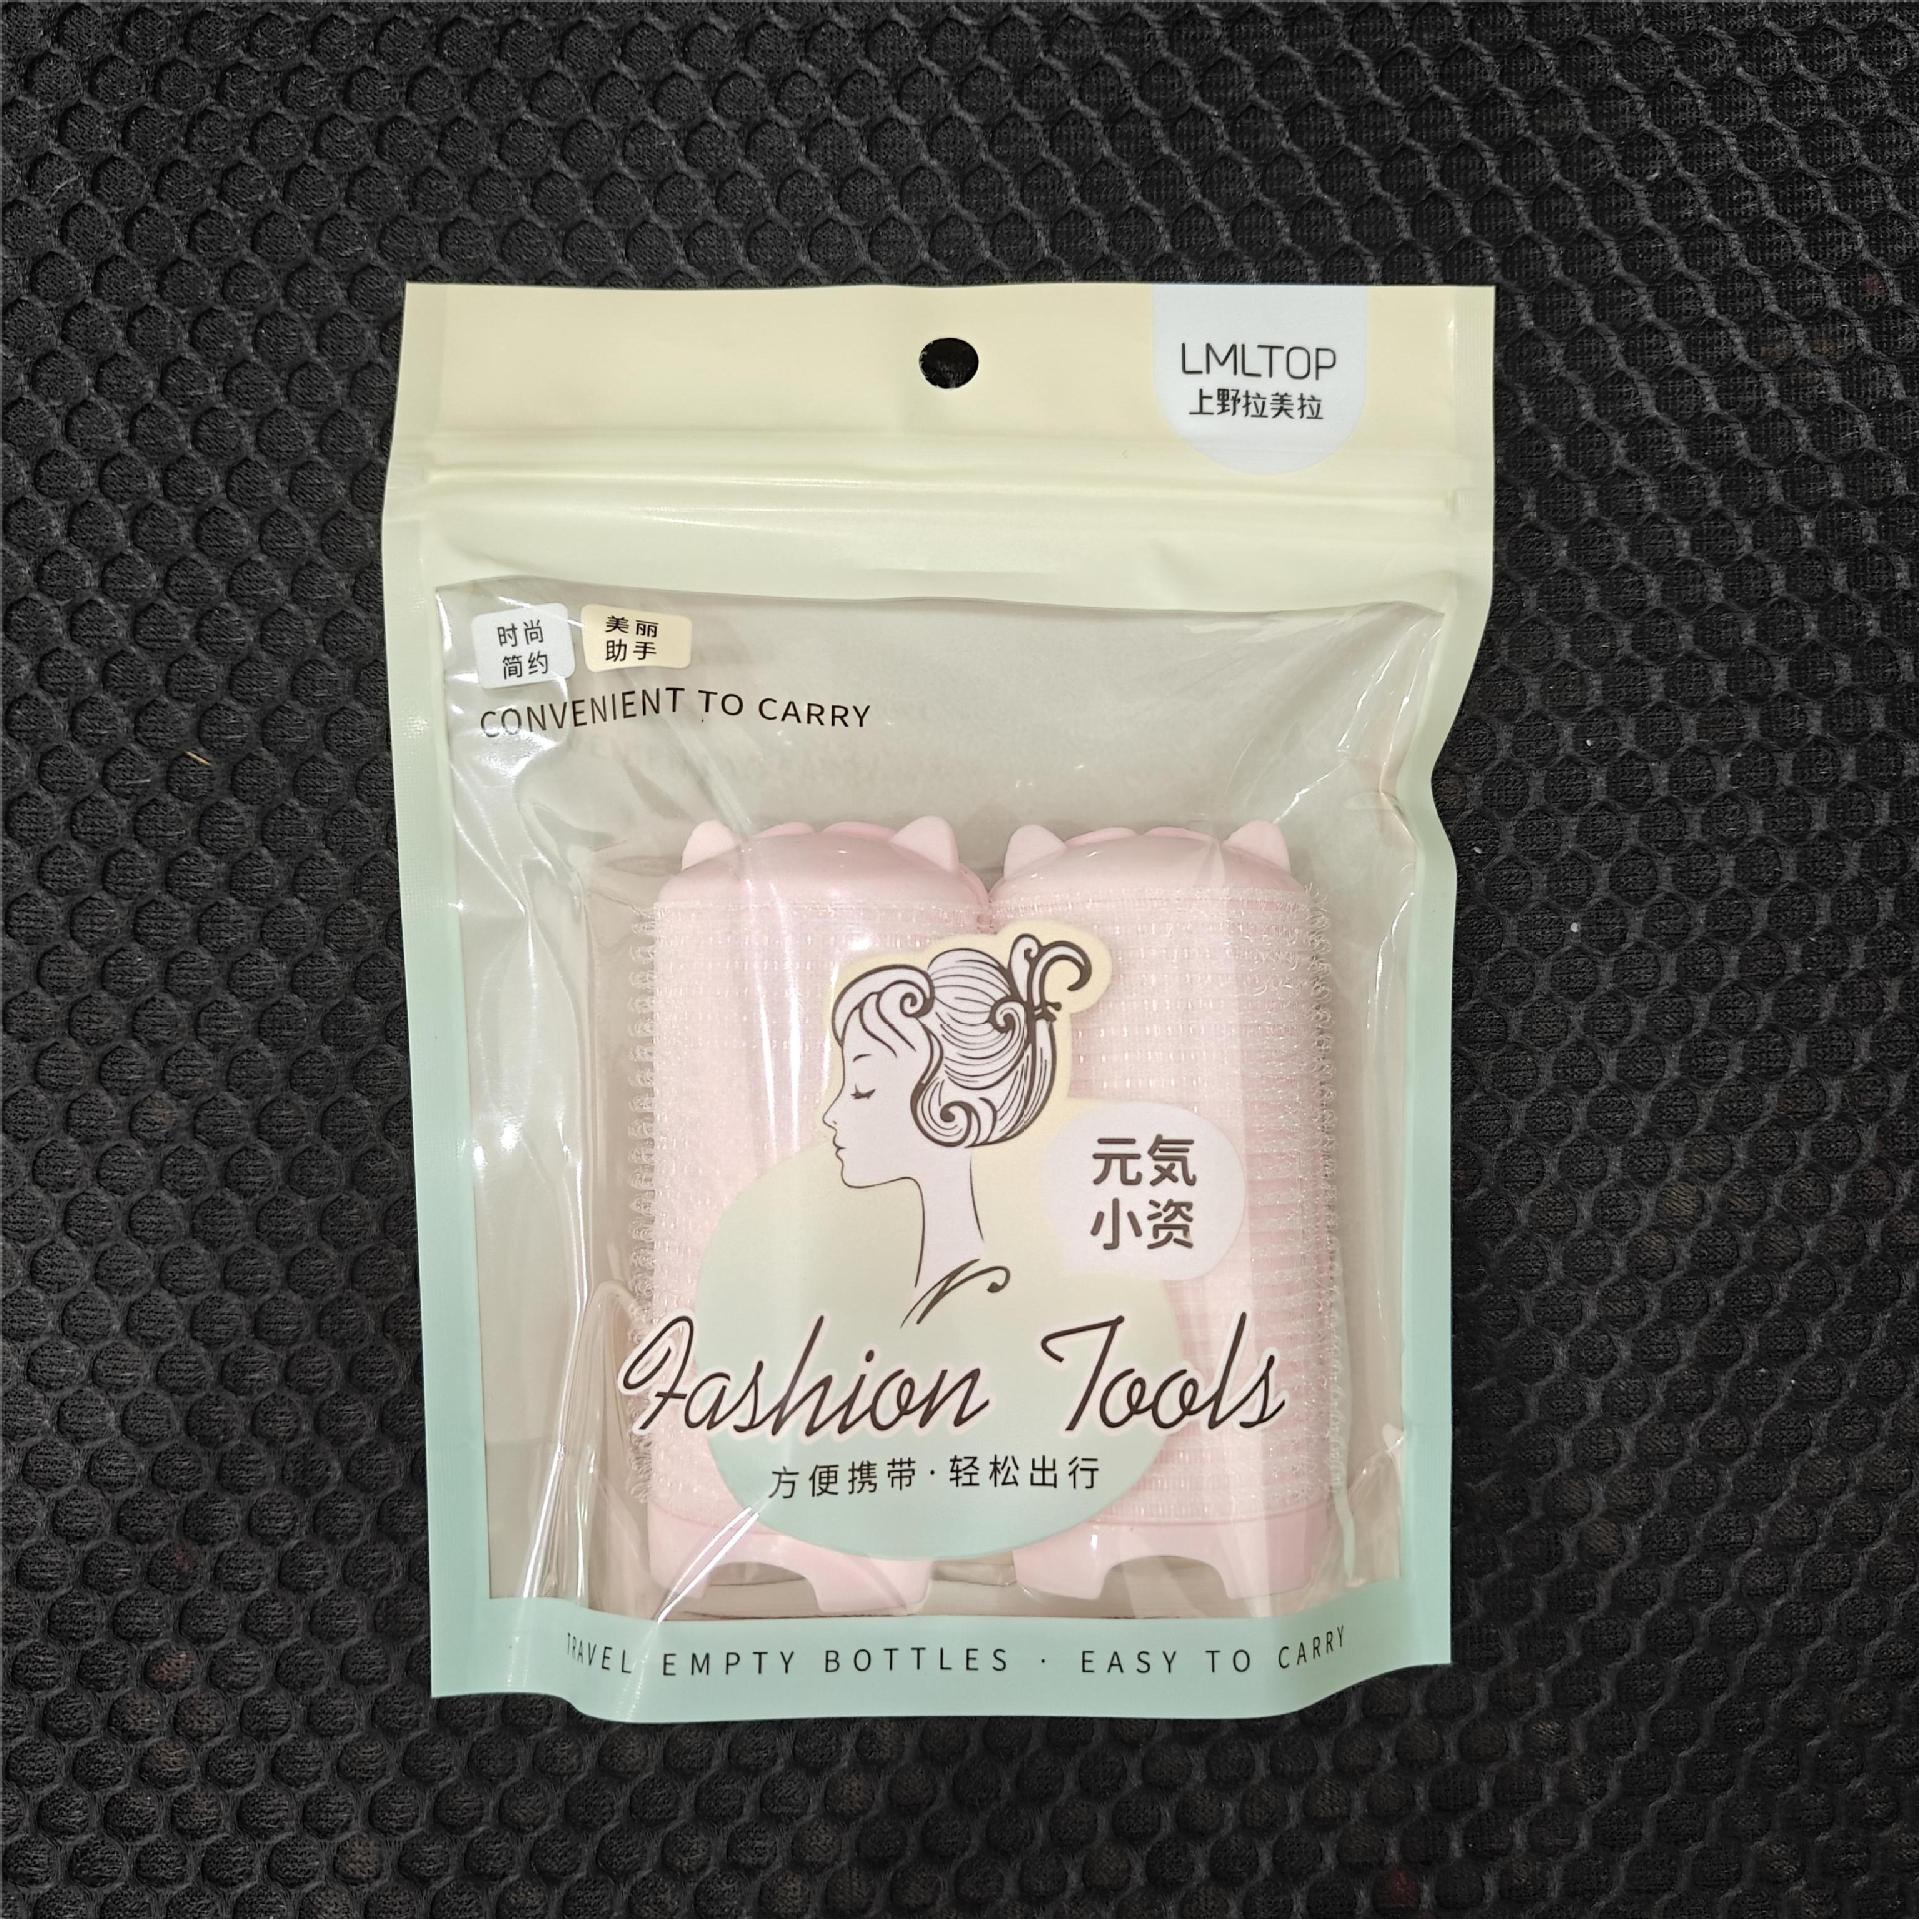 LMLTOP
上野拉美拉
时尚
简约
美丽
助手
CONVENIENT TO CARRY
元気
小资
Fashion Tools
方便携带·轻松出行
TRAVEL EMPTY BOTTLES · EASY TO CARRY